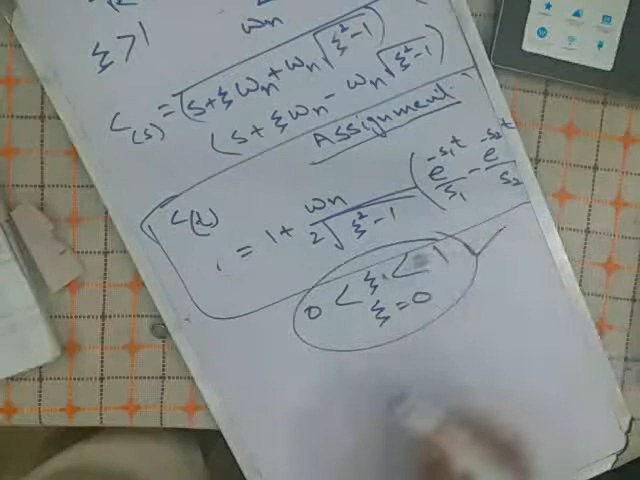 ωn
ξ > 1
C(s) = (s + ξωn + ωn√ξ²-1)
(s + ξωn - ωn√ξ²-1)
Assignment.
C(t) = 1 + ωn / 2√ξ²-1 (e^-s1t / s1 - e^-s2t / s2)
0 < ξ < 1
ξ = 0